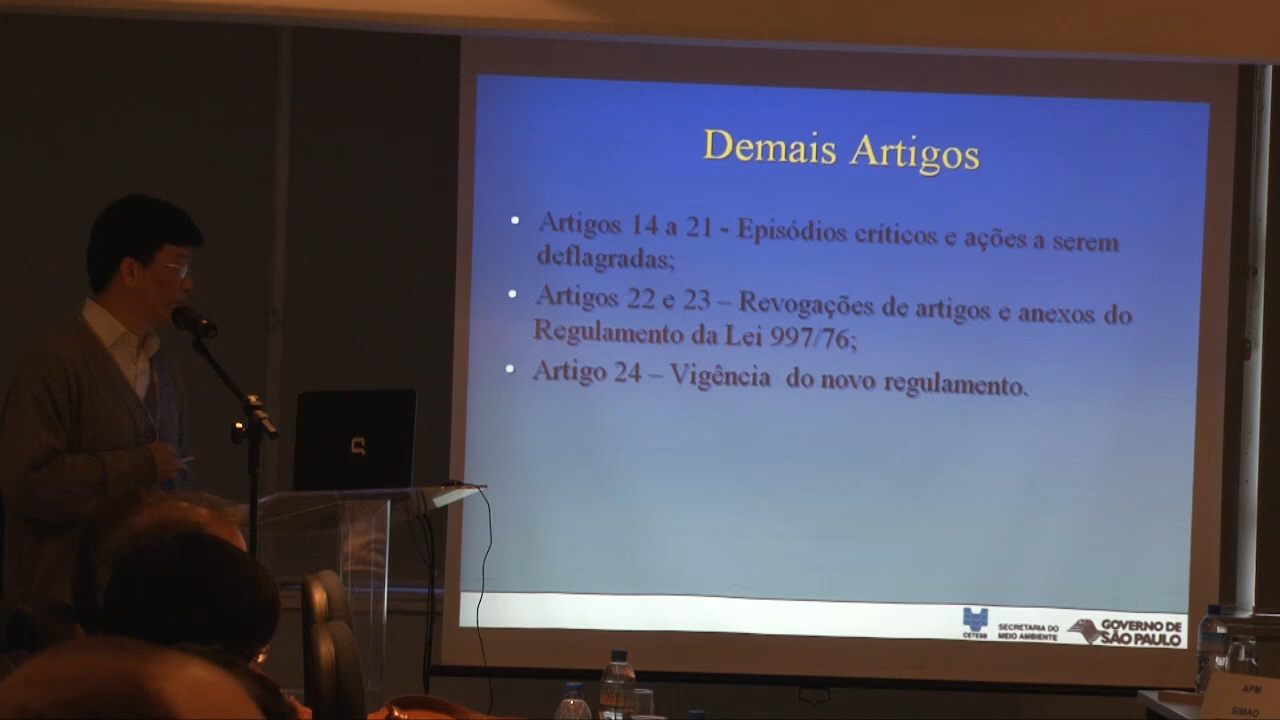 Demais Artigos
• Artigos 14 a 21 - Episódios críticos e ações a serem
deflagradas;
• Artigos 22 e 23 – Revogações de artigos e anexos do
Regulamento da Lei 997/76;
• Artigo 24 – Vigência do novo regulamento.
CETESB
SECRETARIA DO
MEIO AMBIENTE
GOVERNO DE
SÃO PAULO
SIMAO